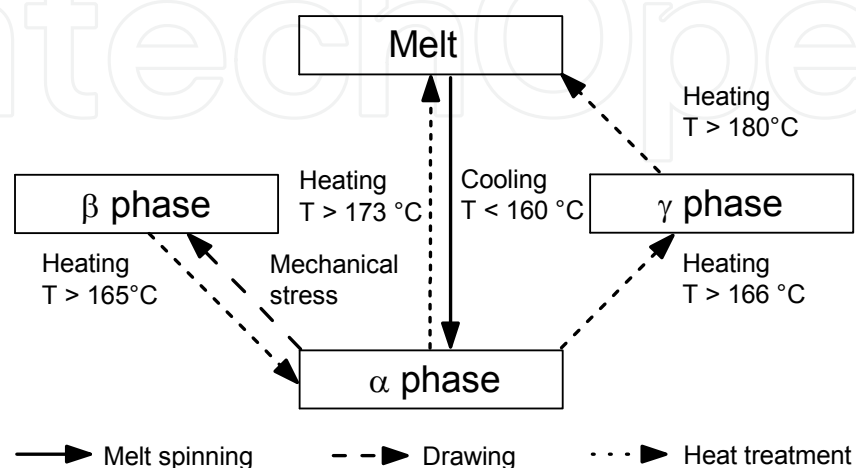 ntechOpe
Melt
Heating
T > 180°C
β phase
Heating
T > 173 °C
Cooling
T < 160 °C
γ phase
Heating
T > 165°C
Mechanical
stress
Heating
T > 166 °C
α phase
Melt spinning
Drawing
Heat treatment